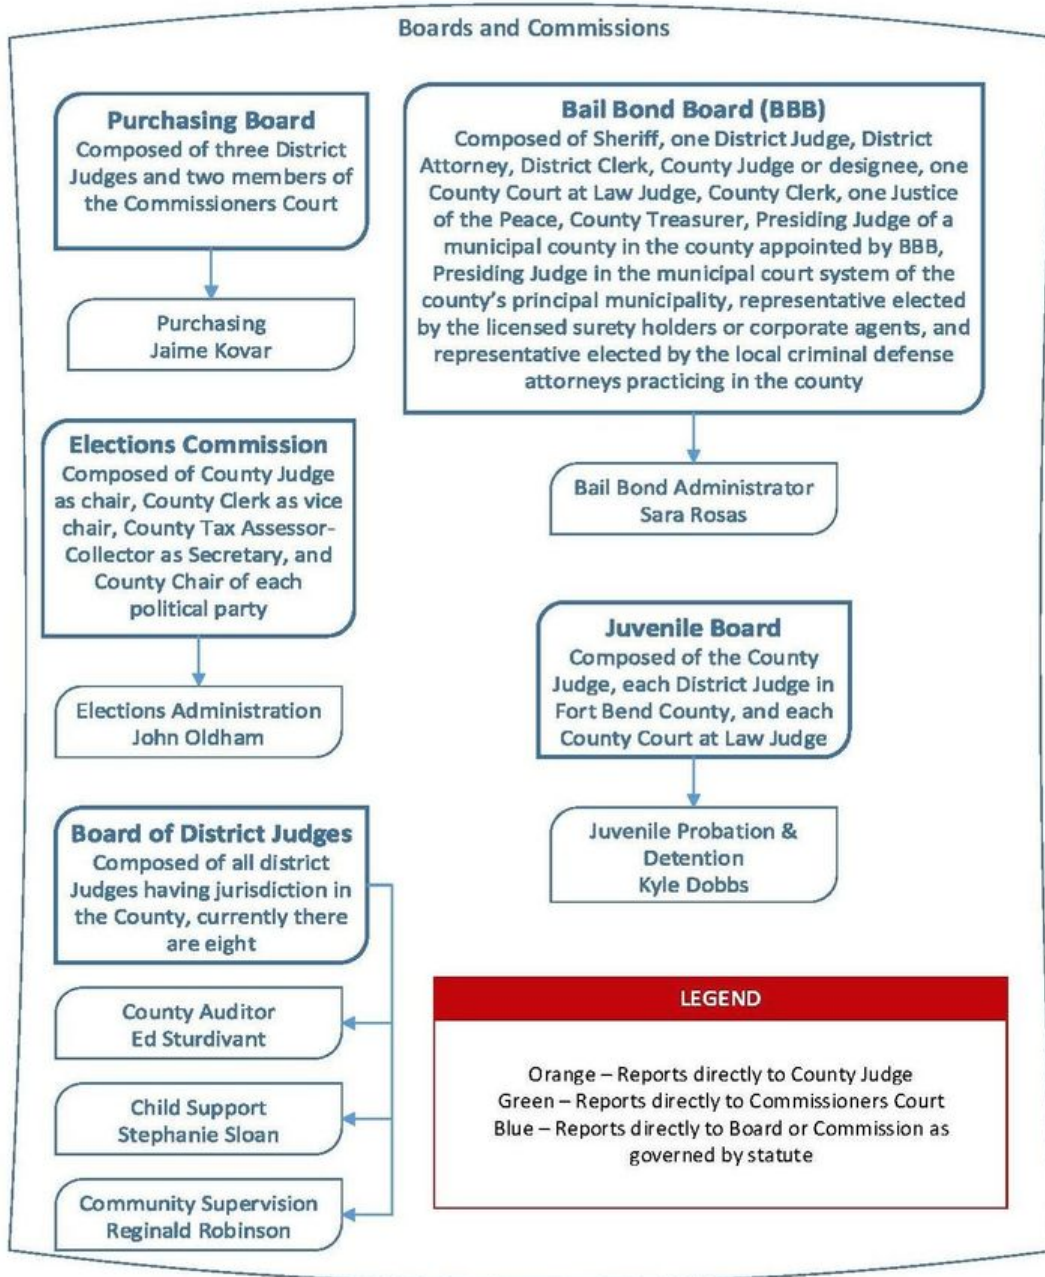 Boards and Commissions
Purchasing Board
Composed of three District
Judges and two members of
the Commissioners Court
Purchasing
Jaime Kovar
Bail Bond Board (BBB)
Composed of Sheriff, one District Judge, District
Attorney, District Clerk, County Judge or designee, one
County Court at Law Judge, County Clerk, one Justice
of the Peace, County Treasurer, Presiding Judge of a
municipal county in the county appointed by BBB,
Presiding Judge in the municipal court system of the
county's principal municipality, representative elected
by the licensed surety holders or corporate agents, and
representative elected by the local criminal defense
attorneys practicing in the county
Bail Bond Administrator
Sara Rosas
Elections Commission
Composed of County Judge
as chair, County Clerk as vice
chair, County Tax Assessor-
Collector as Secretary, and
County Chair of each
political party
Elections Administration
John Oldham
Juvenile Board
Composed of the County
Judge, each District Judge in
Fort Bend County, and each
County Court at Law Judge
Juvenile Probation &
Detention
Kyle Dobbs
Board of District Judges
Composed of all district
Judges having jurisdiction in
the County, currently there
are eight
County Auditor
Ed Sturdivant
Child Support
Stephanie Sloan
Community Supervision
Reginald Robinson
LEGEND
Orange – Reports directly to County Judge
Green – Reports directly to Commissioners Court
Blue – Reports directly to Board or Commission as
governed by statute